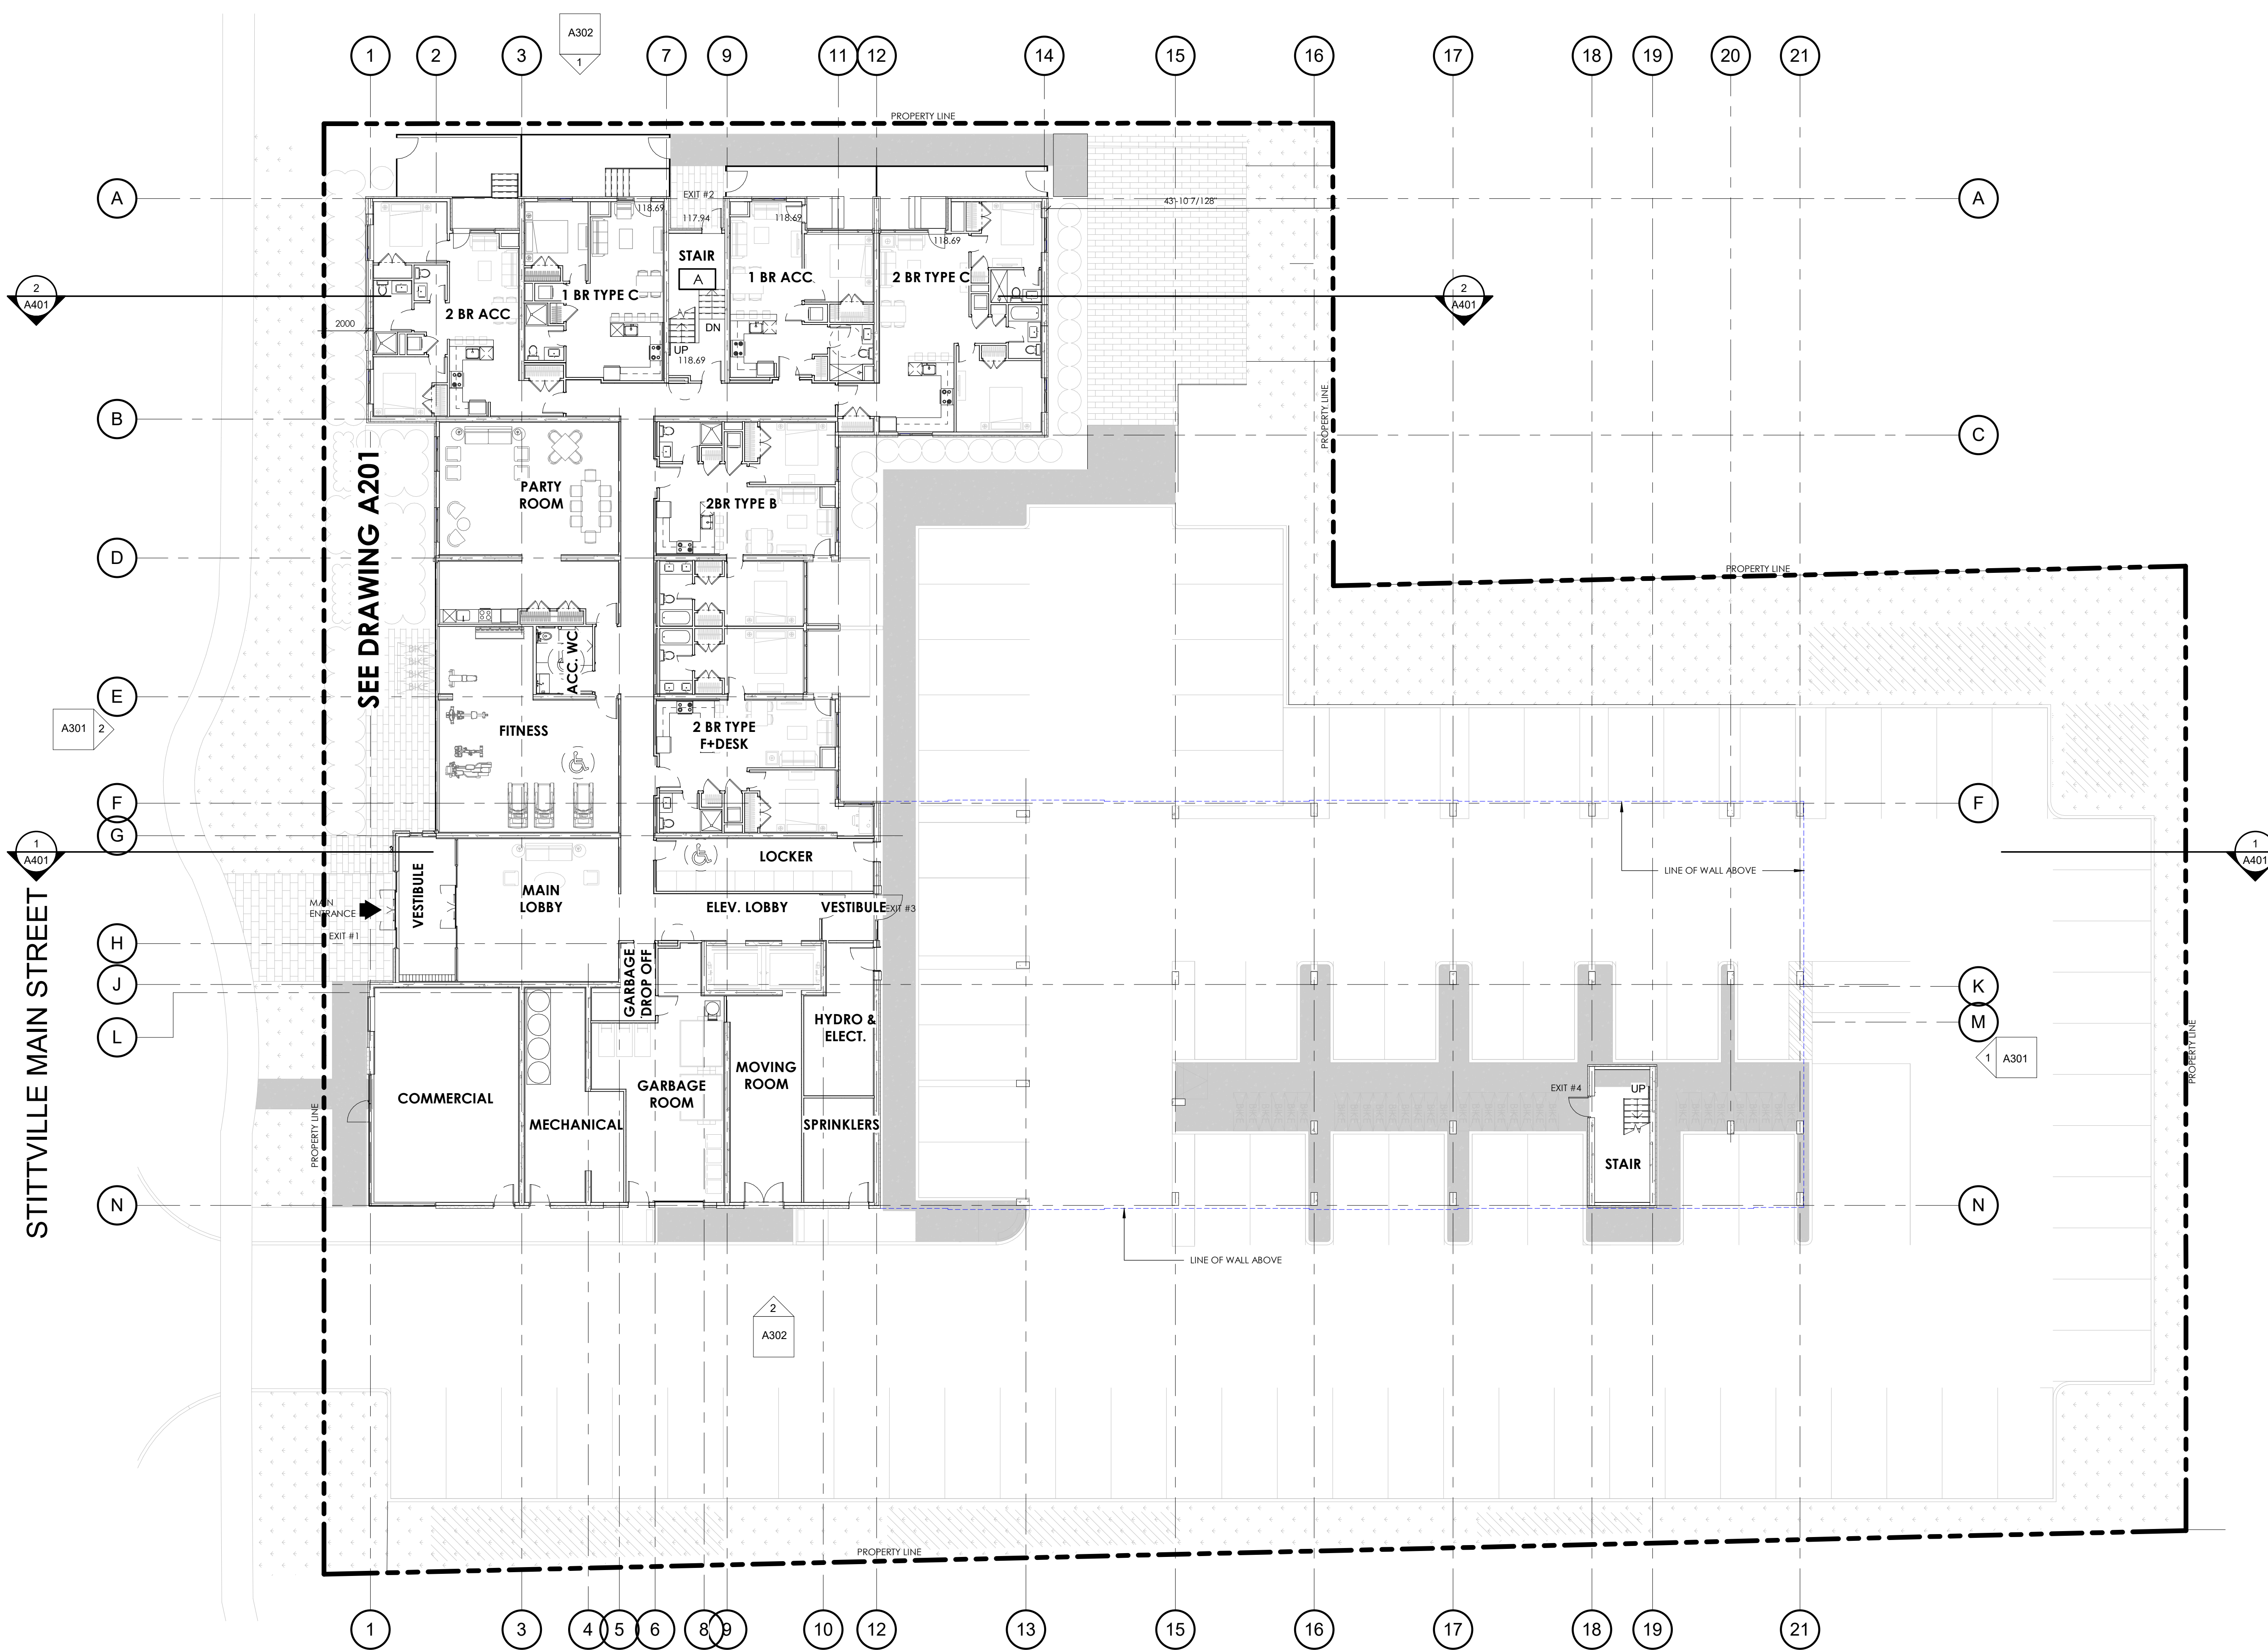 A302
1
1
2
3
7
9
11
12
14
15
16
17
18
19
20
21
PROPERTY LINE
A
A
EXIT #2
118.69
117.94
118.69
43'-10 7/128"
118.69
STAIR
A
1 BR ACC
2 BR TYPE C
1 BR TYPE C
2
A401
2
A401
2 BR ACC
2000
DN
UP
118.69
PROPERTY LINE
B
C
SEE DRAWING A201
PARTY
ROOM
2BR TYPE B
D
PROPERTY LINE
ACC. WC
BIKE
BIKE
BIKE
BIKE
E
A301
2
FITNESS
2 BR TYPE
F+DESK
F
F
G
1
A401
3
LOCKER
1
A401
LINE OF WALL ABOVE
VESTIBULE
MAIN
LOBBY
MAIN
ENTRANCE
ELEV. LOBBY
VESTIBULE
EXIT #3
EXIT #1
H
STITTVILLE MAIN STREET
GARBAGE
DROP OFF
J
K
L
M
HYDRO &
ELECT.
1
A301
MOVING
ROOM
GARBAGE
ROOM
COMMERCIAL
MECHANICAL
SPRINKLERS
EXIT #4
UP
STAIR
PROPERTY LINE
PROPERTY LINE
N
N
LINE OF WALL ABOVE
2
A302
PROPERTY LINE
1
3
4
5
6
8
9
10
12
13
15
16
17
18
19
21